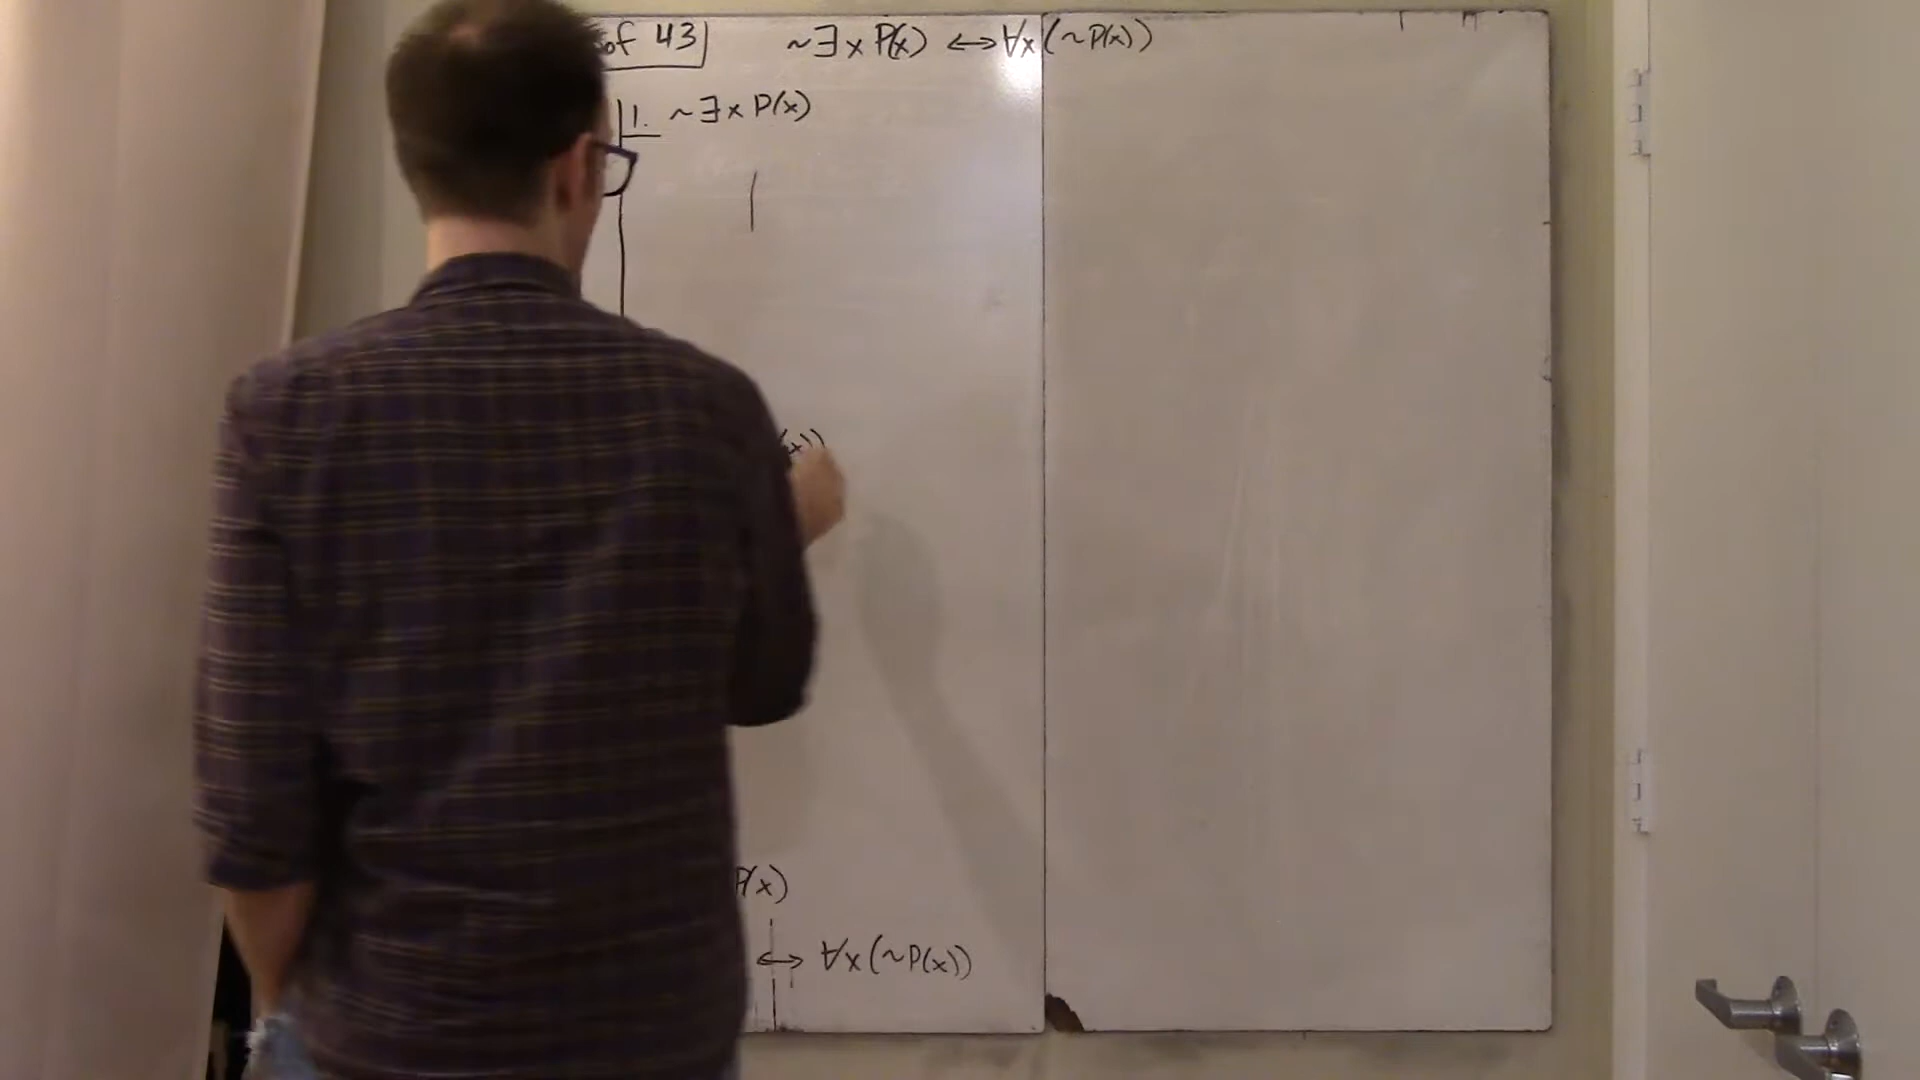 of 43 ~∃x P(x) ↔ ∀x(~P(x))
1. ~∃x P(x)
x))
P(x)
↔ ∀x(~P(x))